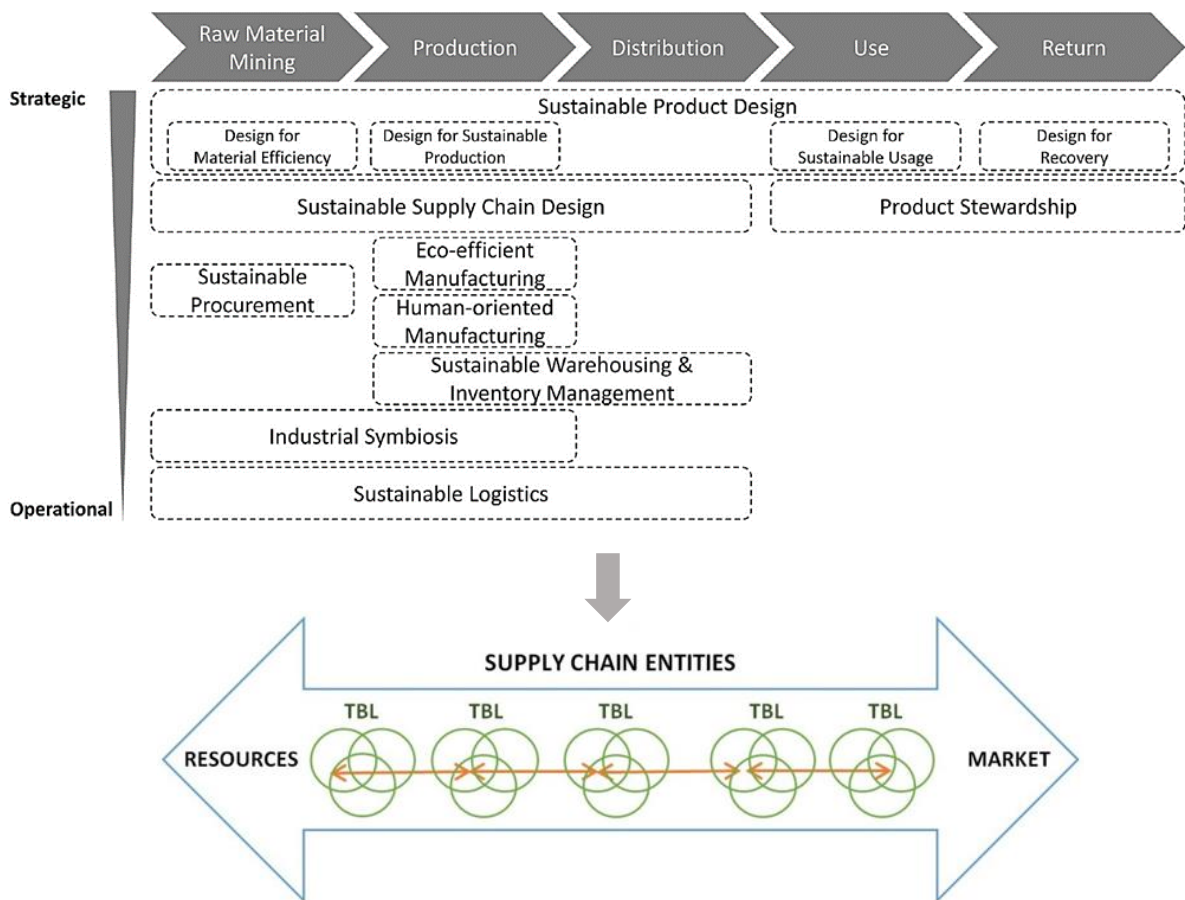 Raw Material
Mining
Production
Distribution
Use
Return
Strategic
Sustainable Product Design
Design for
Material Efficiency
Design for Sustainable
Production
Design for
Sustainable Usage
Design for
Recovery
Sustainable Supply Chain Design
Product Stewardship
Eco-efficient
Manufacturing
Sustainable
Procurement
Human-oriented
Manufacturing
Sustainable Warehousing &
Inventory Management
Industrial Symbiosis
Sustainable Logistics
Operational
SUPPLY CHAIN ENTITIES
TBL
TBL
TBL
TBL
TBL
RESOURCES
MARKET